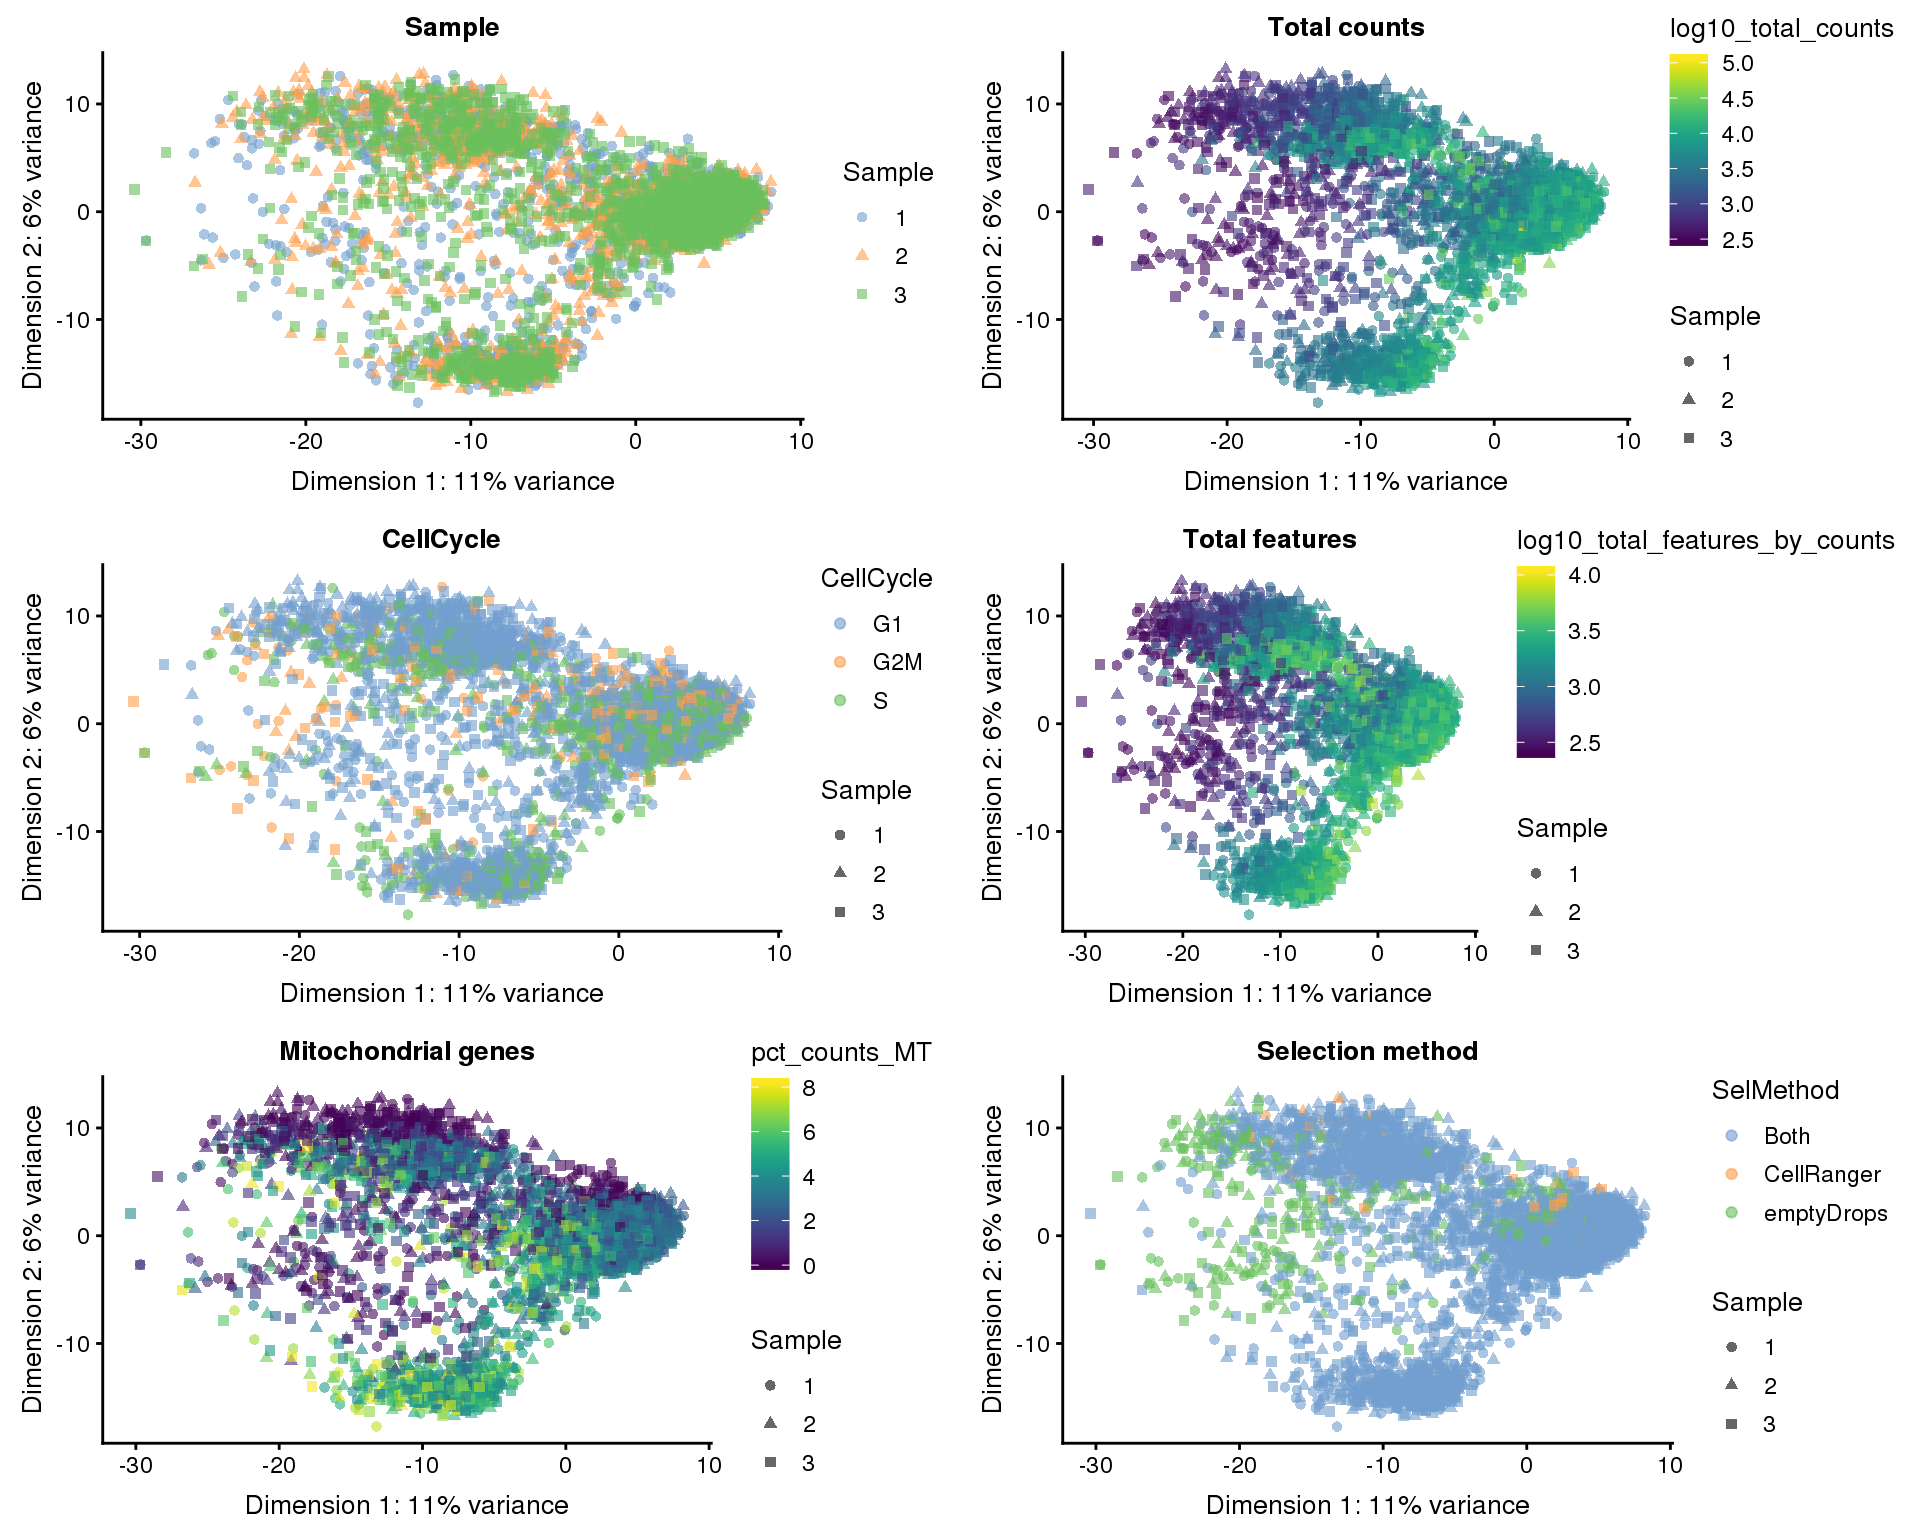 Sample
Dimension 2: 6% variance
10
0
-10
-30
-20
-10
0
10
Dimension 1: 11% variance
Sample
1
2
3
Total counts
Dimension 2: 6% variance
10
0
-10
-30
-20
-10
0
10
Dimension 1: 11% variance
log10_total_counts
5.0
4.5
4.0
3.5
3.0
2.5
Sample
1
2
3
CellCycle
Dimension 2: 6% variance
10
0
-10
-30
-20
-10
0
10
Dimension 1: 11% variance
CellCycle
G1
G2M
S
Sample
1
2
3
Total features
Dimension 2: 6% variance
10
0
-10
-30
-20
-10
0
10
Dimension 1: 11% variance
log10_total_features_by_counts
4.0
3.5
3.0
2.5
Sample
1
2
3
Mitochondrial genes
Dimension 2: 6% variance
10
0
-10
-30
-20
-10
0
10
Dimension 1: 11% variance
pct_counts_MT
8
6
4
2
0
Sample
1
2
3
Selection method
Dimension 2: 6% variance
10
0
-10
-30
-20
-10
0
10
Dimension 1: 11% variance
SelMethod
Both
CellRanger
emptyDrops
Sample
1
2
3